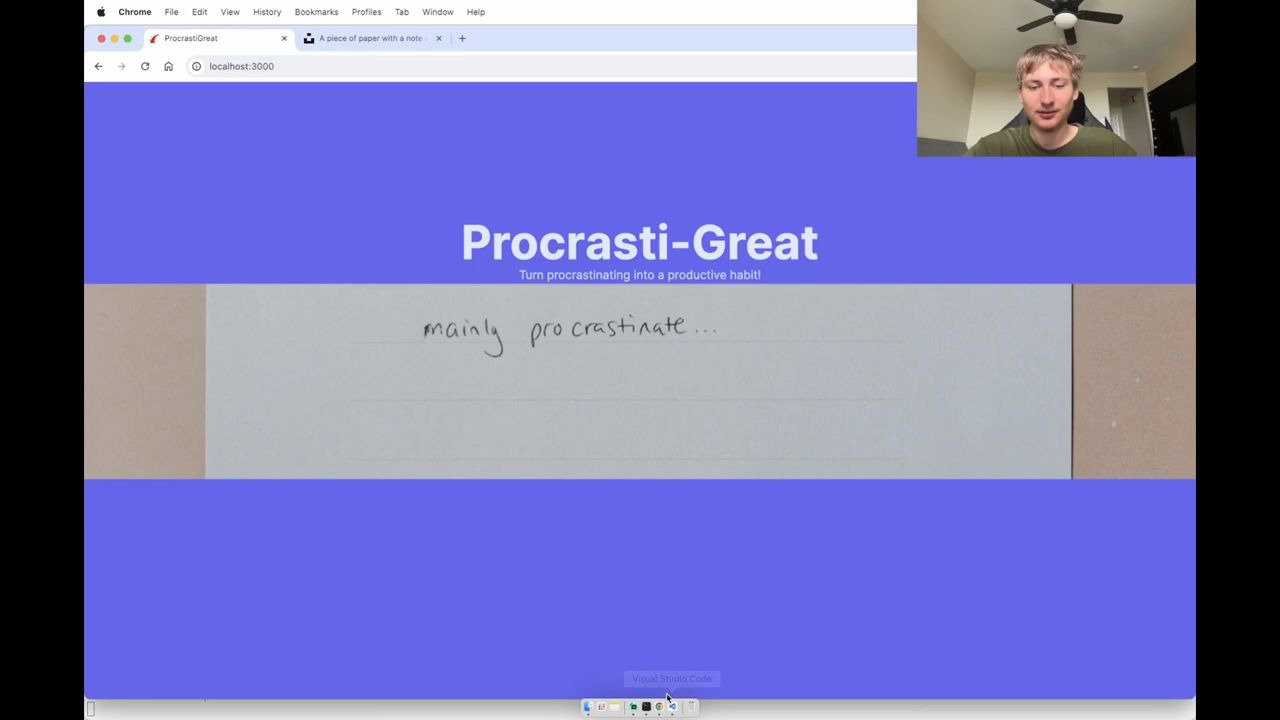 Chrome File Edit View History Bookmarks Profiles Tab Window Help
ProcrastiGreat
A piece of paper with a note
localhost:3000
Procrasti-Great
Turn procrastinating into a productive habit!
mainly procrastinate...
Visual Studio Code